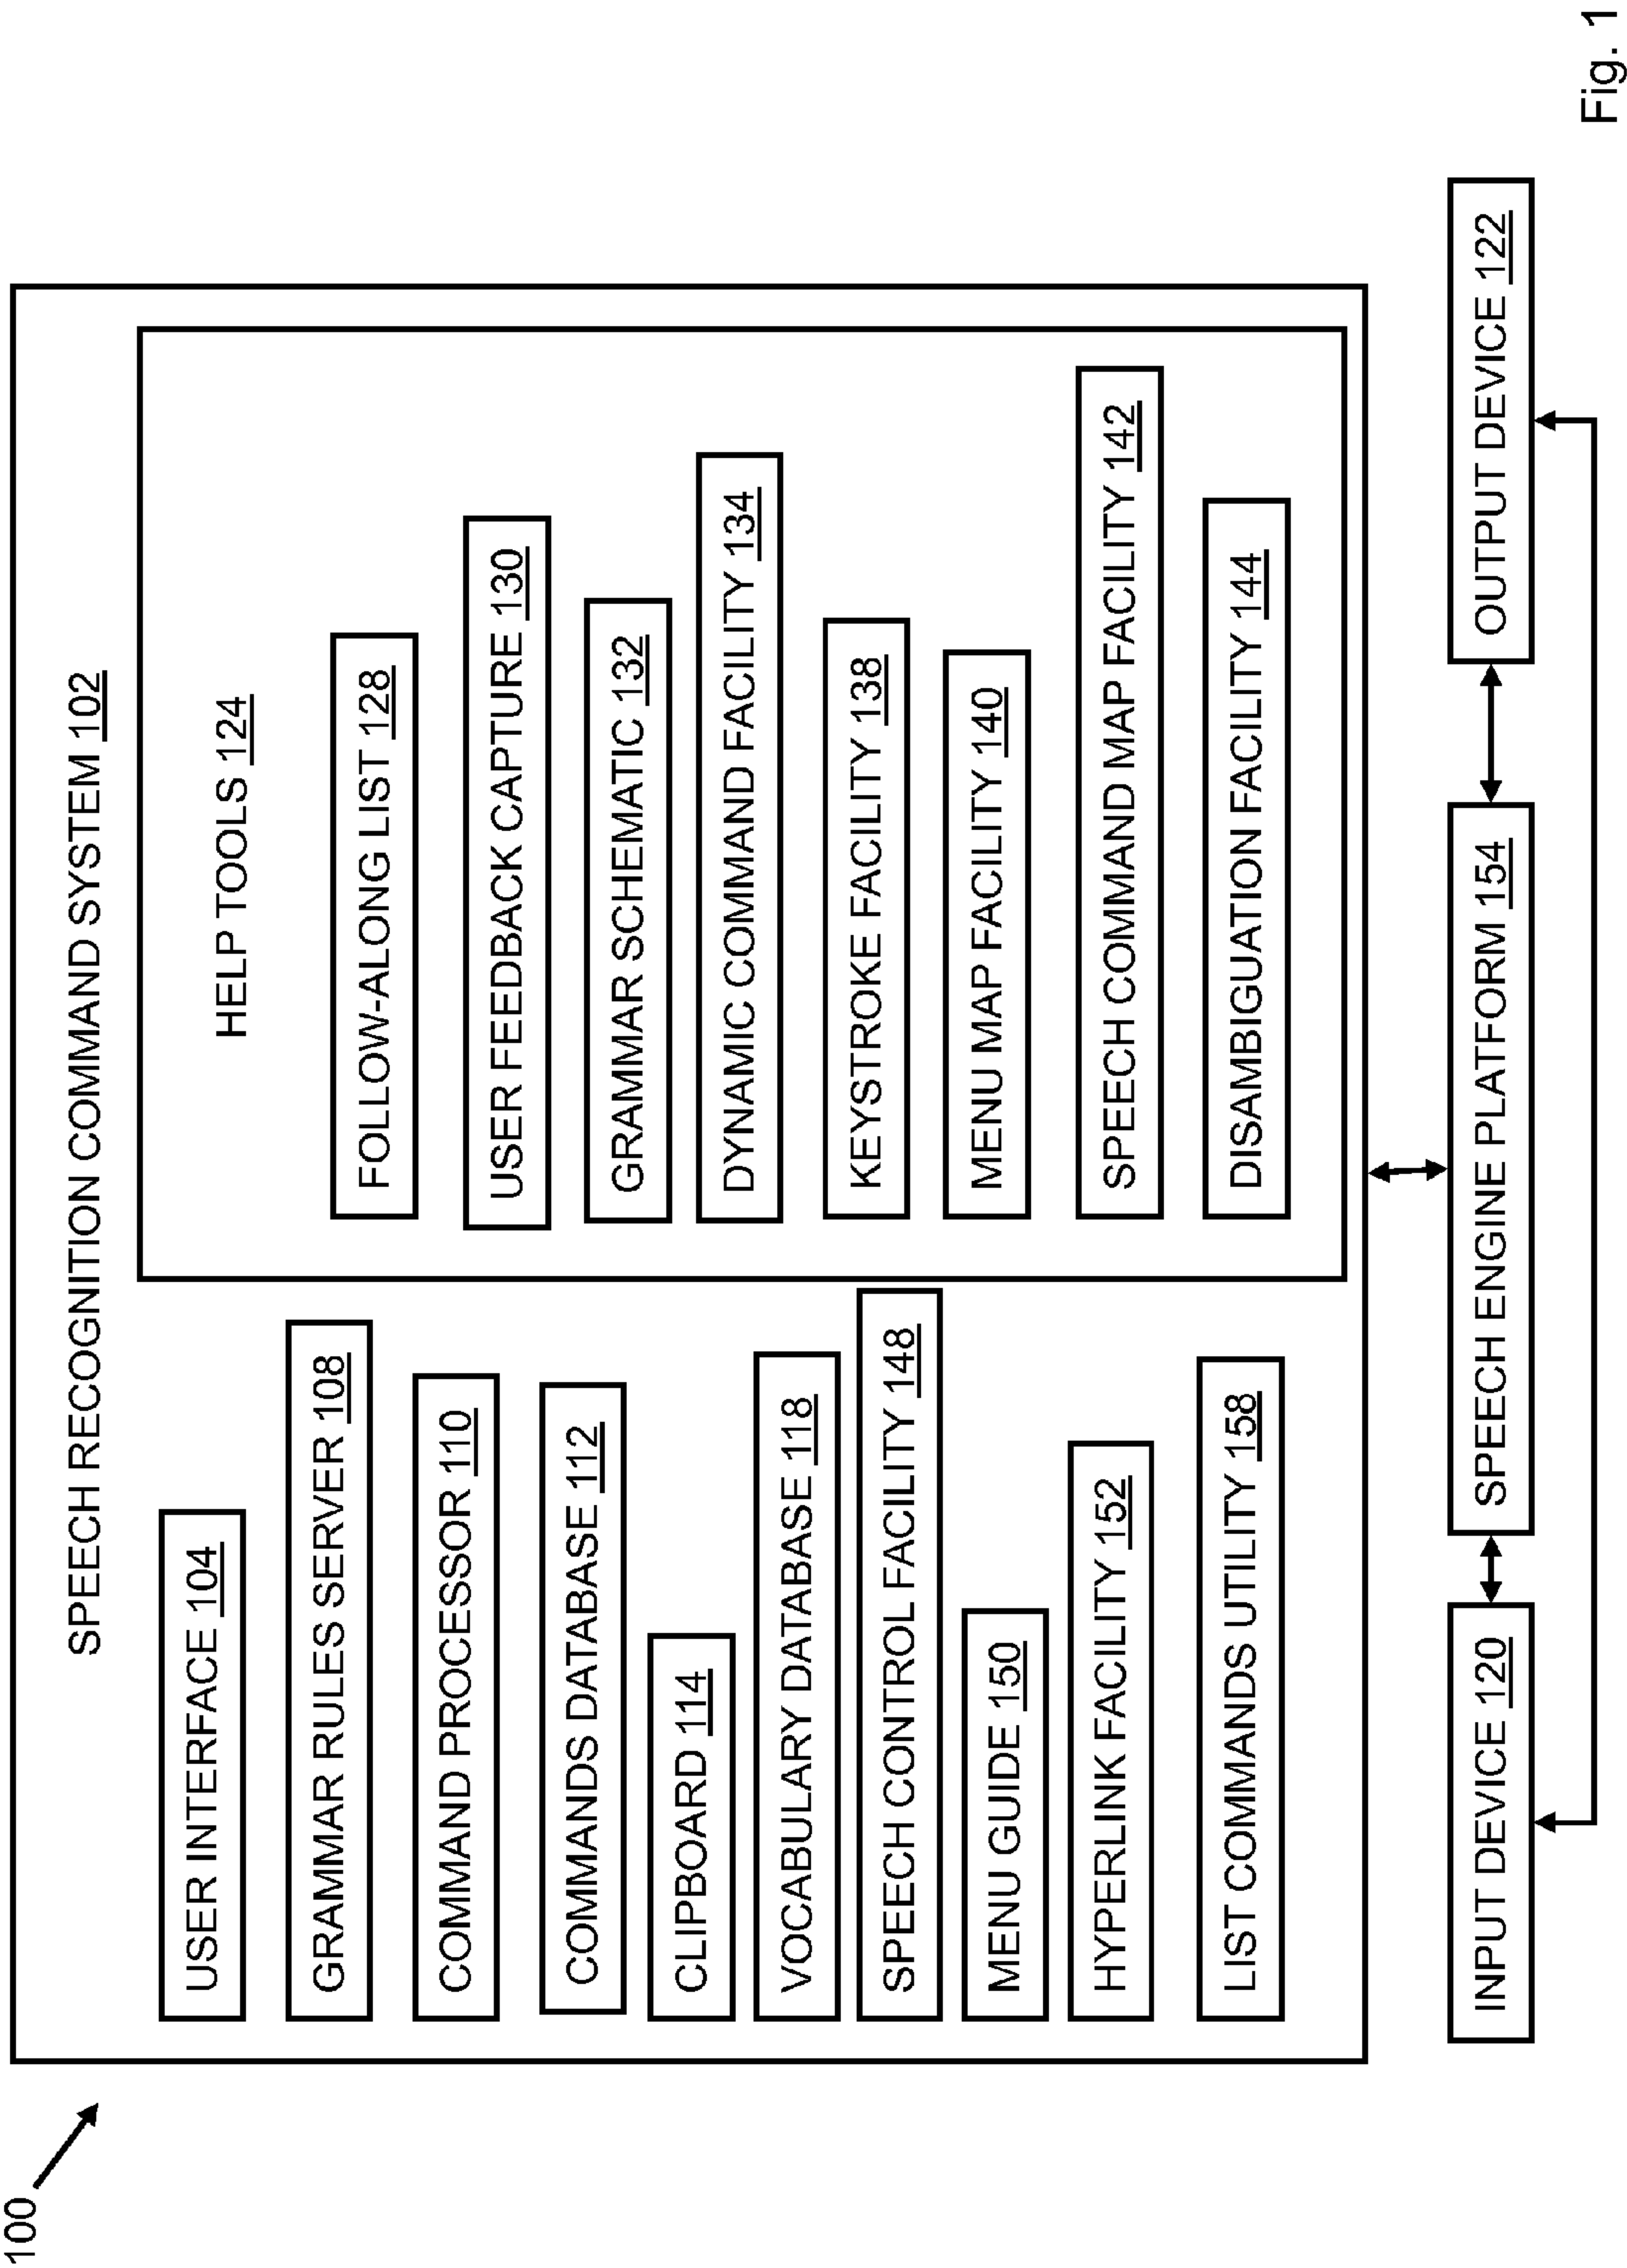 100
SPEECH RECOGNITION COMMAND SYSTEM 102
USER INTERFACE 104
GRAMMAR RULES SERVER 108
COMMAND PROCESSOR 110
COMMANDS DATABASE 112
CLIPBOARD 114
VOCABULARY DATABASE 118
SPEECH CONTROL FACILITY 148
MENU GUIDE 150
HYPERLINK FACILITY 152
LIST COMMANDS UTILITY 158
HELP TOOLS 124
FOLLOW-ALONG LIST 128
USER FEEDBACK CAPTURE 130
GRAMMAR SCHEMATIC 132
DYNAMIC COMMAND FACILITY 134
KEYSTROKE FACILITY 138
MENU MAP FACILITY 140
SPEECH COMMAND MAP FACILITY 142
DISAMBIGUATION FACILITY 144
INPUT DEVICE 120
SPEECH ENGINE PLATFORM 154
OUTPUT DEVICE 122
Fig. 1